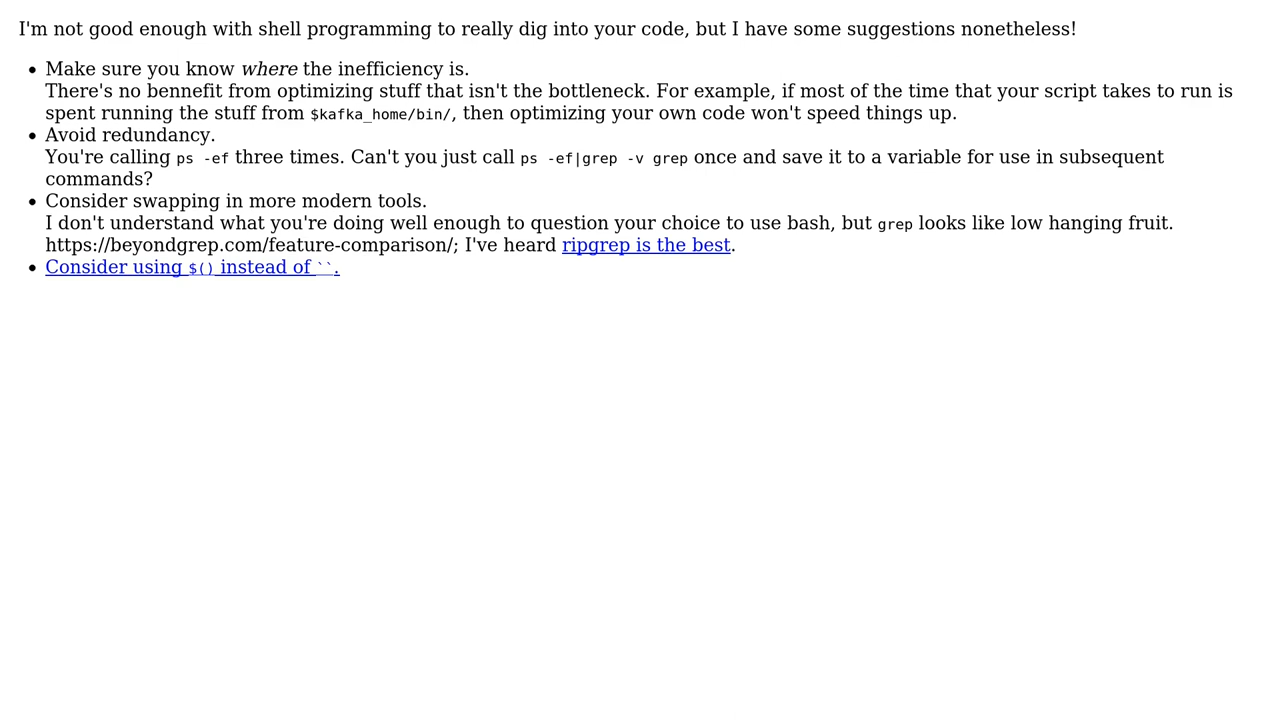 I'm not good enough with shell programming to really dig into your code, but I have some suggestions nonetheless!
• Make sure you know where the inefficiency is.
There's no bennefit from optimizing stuff that isn't the bottleneck. For example, if most of the time that your script takes to run is
spent running the stuff from $kafka_home/bin/, then optimizing your own code won't speed things up.
• Avoid redundancy.
You're calling ps -ef three times. Can't you just call ps -ef|grep -v grep once and save it to a variable for use in subsequent
commands?
• Consider swapping in more modern tools.
I don't understand what you're doing well enough to question your choice to use bash, but grep looks like low hanging fruit.
https://beyondgrep.com/feature-comparison/; I've heard ripgrep is the best.
• Consider using $() instead of ``.